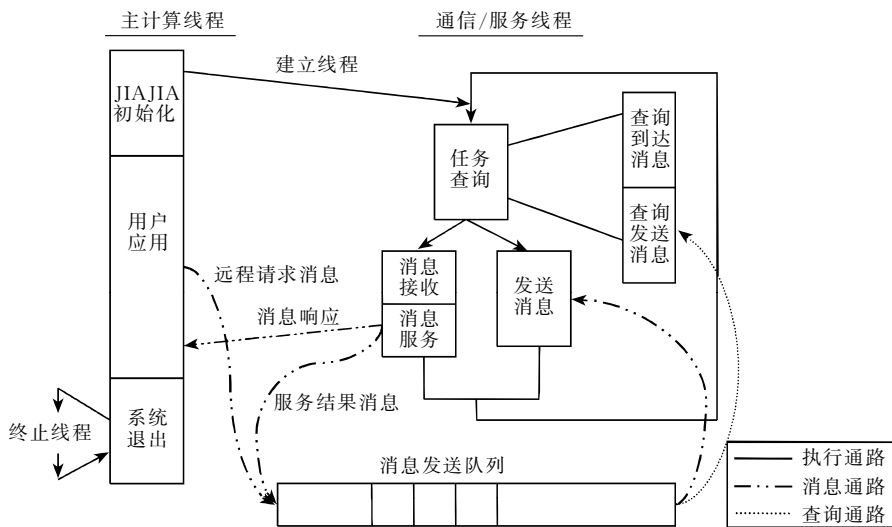 主计算线程
通信/服务线程
建立线程
JIAJIA
初始化
查询
到达
消息
任务
查询
用户
应用
查询
发送
消息
远程请求消息
消息
接收
发送
消息
消息响应
消息
服务
服务结果消息
系统
退出
终止线程
消息发送队列
执行通路
消息通路
查询通路